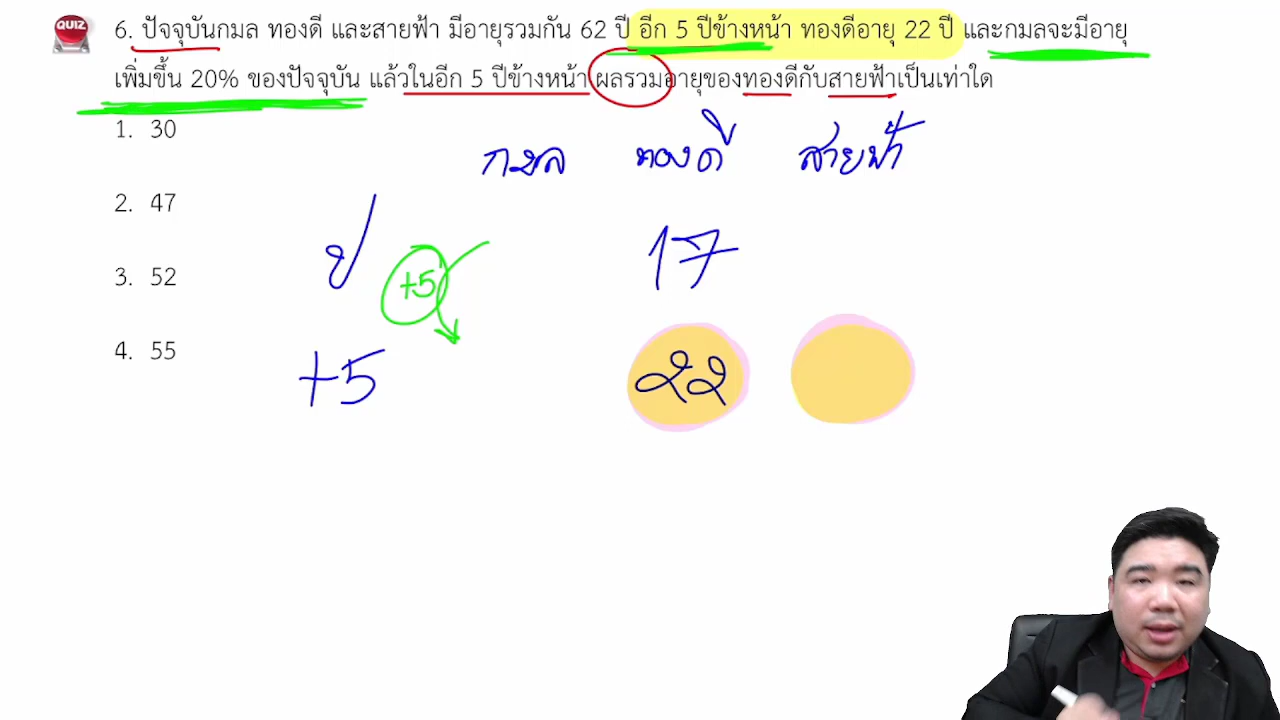 QUIZ
6. ปัจจุบันกมล ทองดี และสายฟ้า มีอายุรวมกัน 62 ปี อีก 5 ปีข้างหน้า ทองดีอายุ 22 ปี และกมลจะมีอายุ
เพิ่มขึ้น 20% ของปัจจุบัน แล้วในอีก 5 ปีข้างหน้า ผลรวมอายุของทองดีกับสายฟ้าเป็นเท่าใด
1. 30
กมล ทองดี สายฟ้า
2. 47
ป +5 17
3. 52
4. 55
+5 22